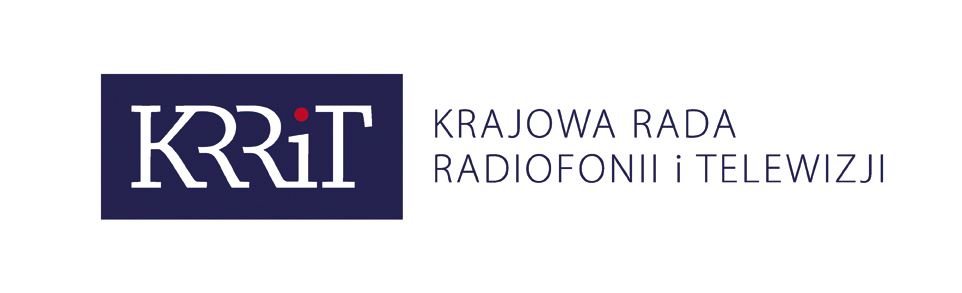 KRRiT
KRAJOWA RADA
RADIOFONII i TELEWIZJI